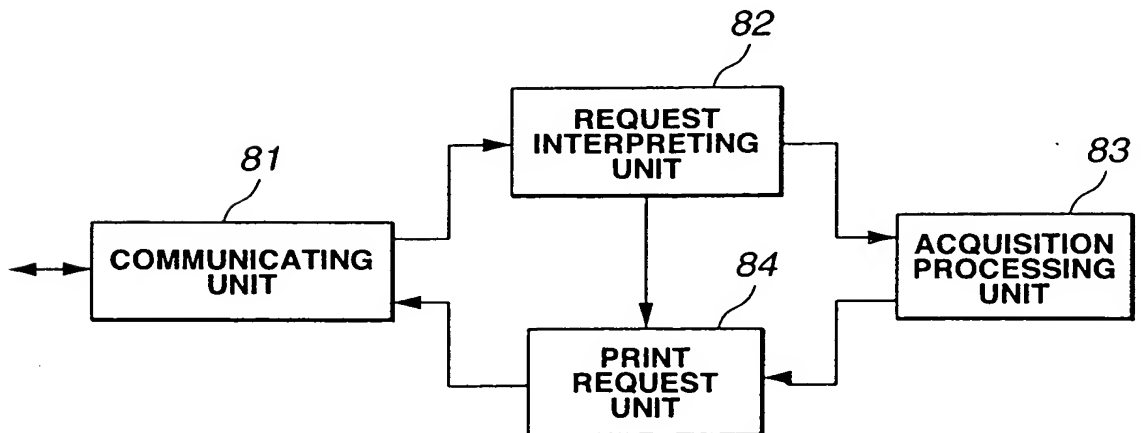 82
REQUEST
INTERPRETING
UNIT
81
COMMUNICATING
UNIT
83
ACQUISITION
PROCESSING
UNIT
84
PRINT
REQUEST
UNIT